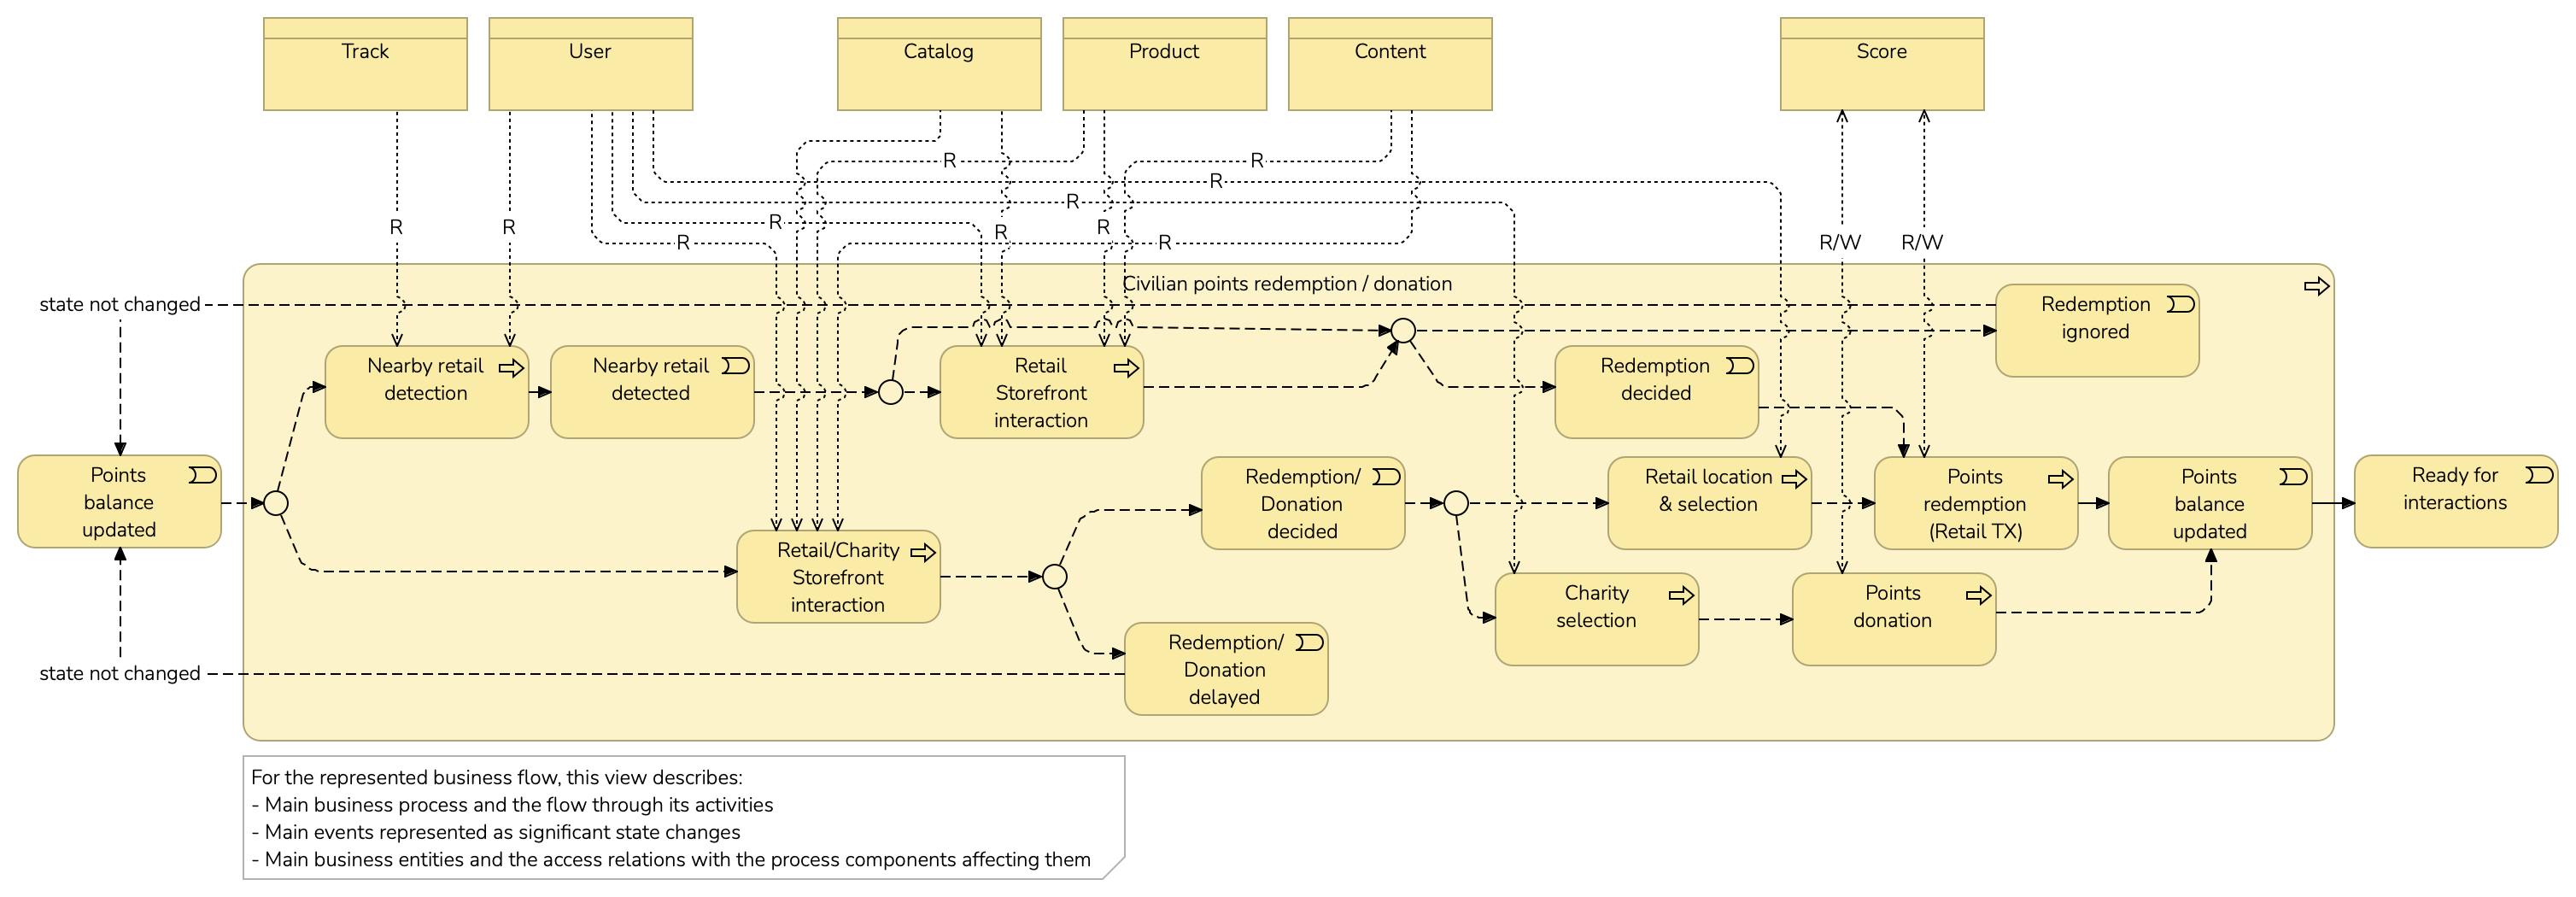 Track
User
Catalog
Product
Content
Score
R
R
R
R
R
R
R
R
R
R
R
R
R/W
R/W
Civilian points redemption / donation
state not changed
Redemption
ignored
Nearby retail
detection
Nearby retail
detected
Retail
Storefront
interaction
Redemption
decided
Points
balance
updated
Redemption/
Donation
decided
Retail location
& selection
Points
redemption
(Retail TX)
Points
balance
updated
Ready for
interactions
Retail/Charity
Storefront
interaction
Charity
selection
Points
donation
Redemption/
Donation
delayed
state not changed
For the represented business flow, this view describes:
- Main business process and the flow through its activities
- Main events represented as significant state changes
- Main business entities and the access relations with the process components affecting them